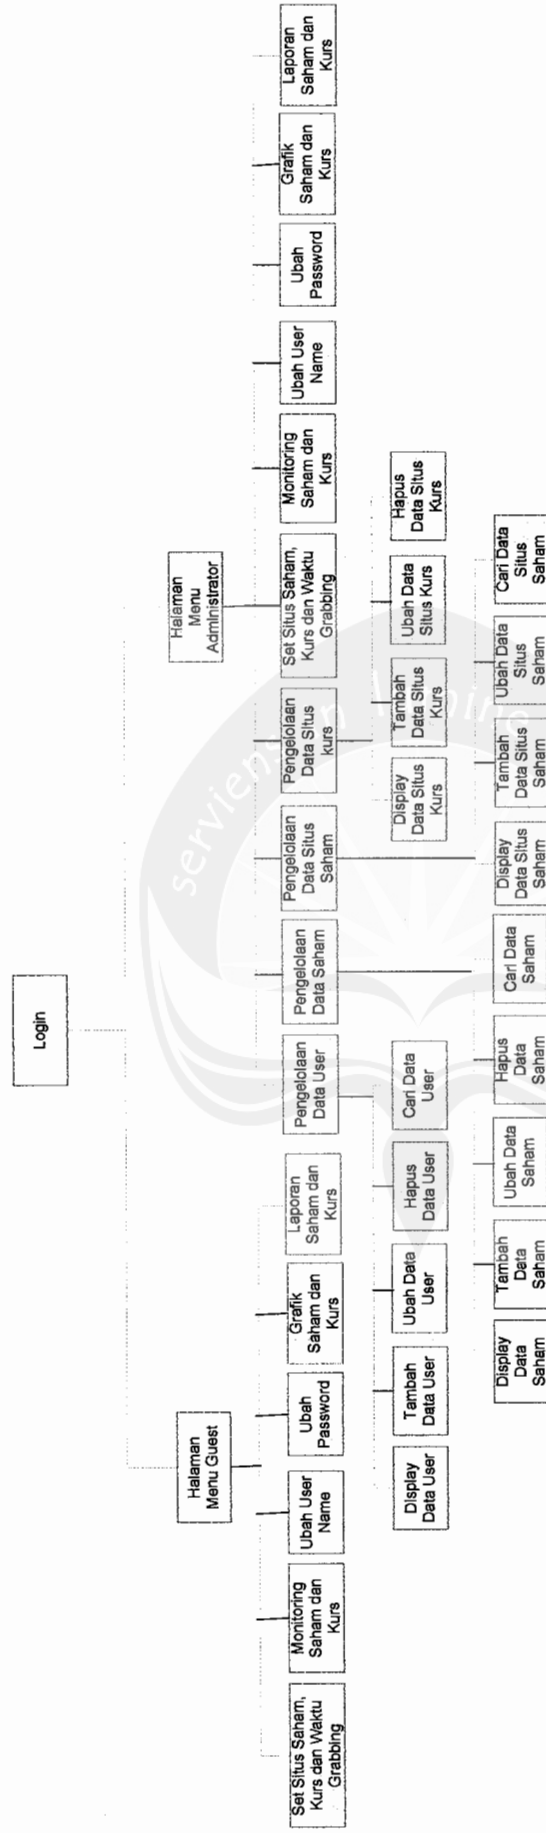 Login
Halaman
Menu Guest
Halaman
Menu
Administrator
Set Situs Saham,
Kurs dan Waktu
Grabbing
Monitoring
Saham dan
Kurs
Ubah User
Name
Ubah
Password
Grafik
Saham dan
Kurs
Laporan
Saham dan
Kurs
Pengelolaan
Data User
Pengelolaan
Data Saham
Pengelolaan
Data Situs
Saham
Pengelolaan
Data Situs
kurs
Set Situs Saham,
Kurs dan Waktu
Grabbing
Monitoring
Saham dan
Kurs
Ubah User
Name
Ubah
Password
Grafik
Saham dan
Kurs
Laporan
Saham dan
Kurs
Display
Data User
Tambah
Data User
Ubah Data
User
Hapus
Data User
Cari Data
User
Display
Data Situs
Kurs
Tambah
Data Situs
Kurs
Ubah Data
Situs Kurs
Hapus
Data Situs
Kurs
Display
Data
Saham
Tambah
Data
Saham
Ubah Data
Saham
Hapus
Data
Saham
Cari Data
Saham
Display
Data Situs
Saham
Tambah
Data Situs
Saham
Ubah Data
Situs
Saham
Cari Data
Situs
Saham
serviens in lumine